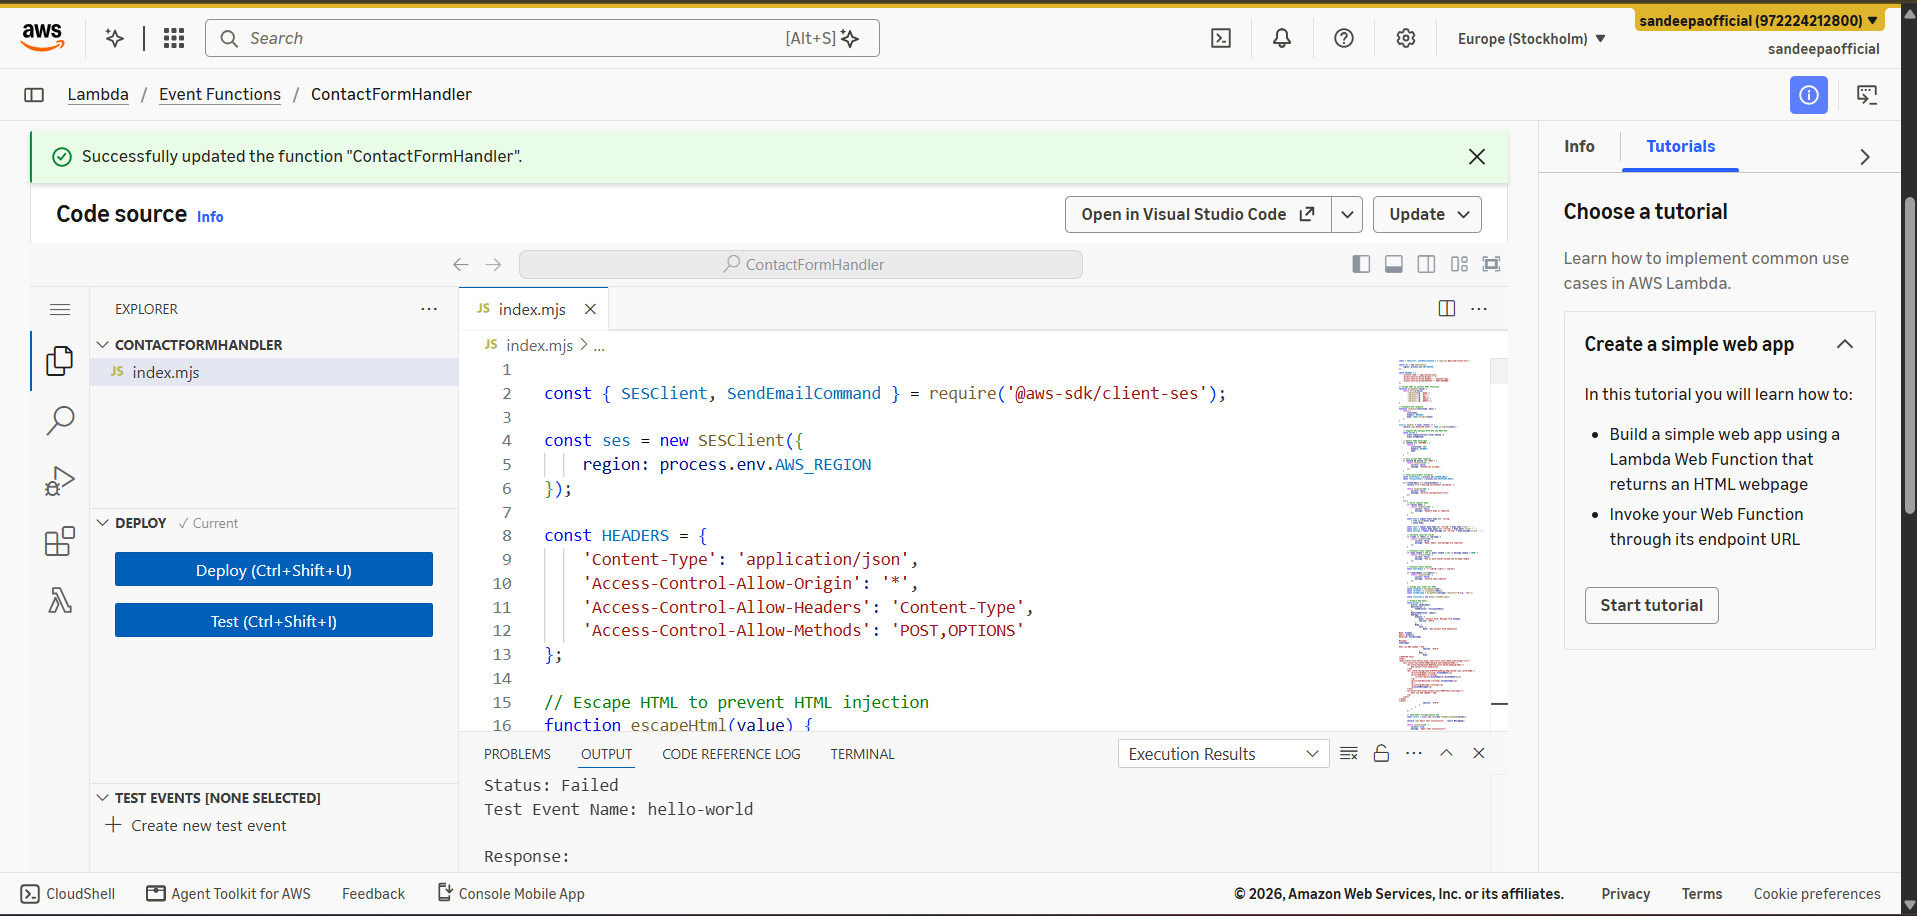 aws
Search
[Alt+S]
Europe (Stockholm)
sandeepaofficial (972224212800)
sandeepaofficial
Lambda / Event Functions / ContactFormHandler
Successfully updated the function "ContactFormHandler".
Code source Info
Open in Visual Studio Code
Update
ContactFormHandler
EXPLORER
CONTACTFORMHANDLER
JS index.mjs
DEPLOY ✓ Current
Deploy (Ctrl+Shift+U)
Test (Ctrl+Shift+I)
TEST EVENTS [NONE SELECTED]
+ Create new test event
JS index.mjs
JS index.mjs > ...
1
2 const { SESClient, SendEmailCommand } = require('@aws-sdk/client-ses');
3
4 const ses = new SESClient({
5 region: process.env.AWS_REGION
6 });
7
8 const HEADERS = {
9 'Content-Type': 'application/json',
10 'Access-Control-Allow-Origin': '*',
11 'Access-Control-Allow-Headers': 'Content-Type',
12 'Access-Control-Allow-Methods': 'POST,OPTIONS'
13 };
14
15 // Escape HTML to prevent HTML injection
16 function escapeHtml(value) {
PROBLEMS
OUTPUT
CODE REFERENCE LOG
TERMINAL
Execution Results
Status: Failed
Test Event Name: hello-world
Response:
Info
Tutorials
Choose a tutorial
Learn how to implement common use
cases in AWS Lambda.
Create a simple web app
In this tutorial you will learn how to:
• Build a simple web app using a
Lambda Web Function that
returns an HTML webpage
• Invoke your Web Function
through its endpoint URL
Start tutorial
CloudShell
Agent Toolkit for AWS
Feedback
Console Mobile App
© 2026, Amazon Web Services, Inc. or its affiliates.
Privacy
Terms
Cookie preferences